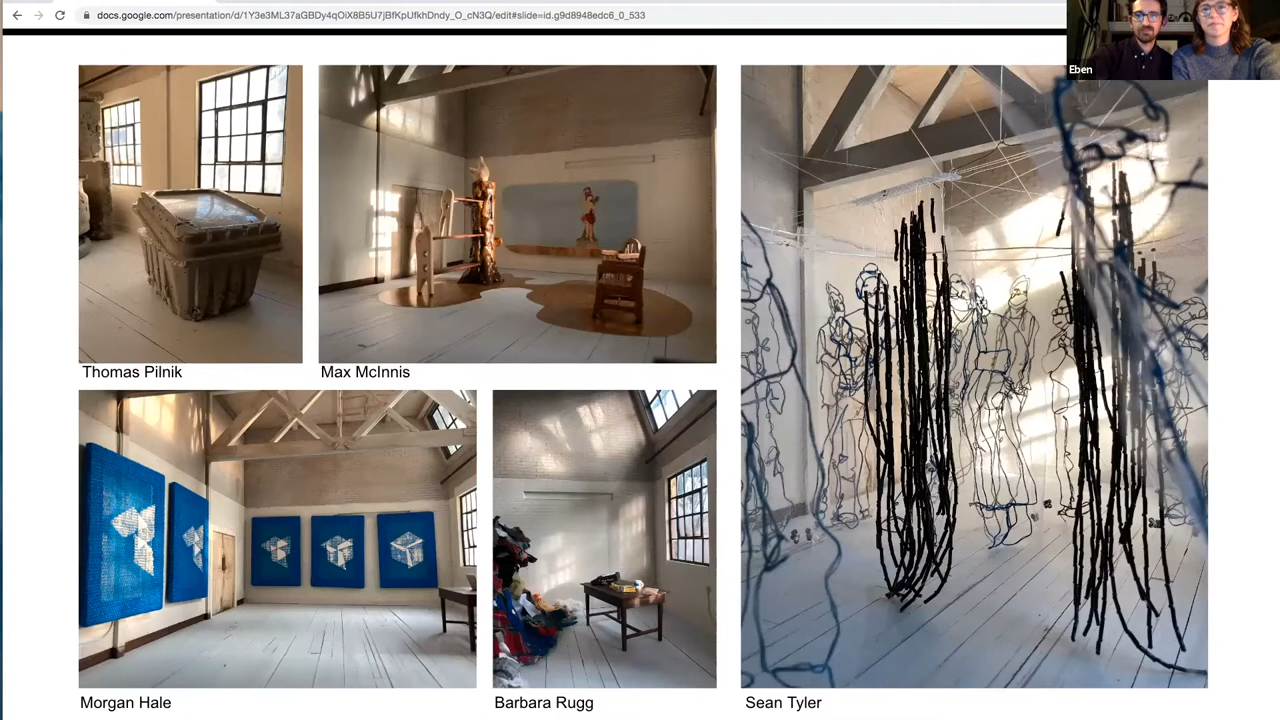 docs.google.com/presentation/d/1Y3e3ML37aGBDy4qOiX8B5U7jBfKpUfkhDndy_O_cN3Q/edit#slide=id.g9d8948edc6_0_533
Eben
Thomas Pilnik
Max McInnis
Morgan Hale
Barbara Rugg
Sean Tyler